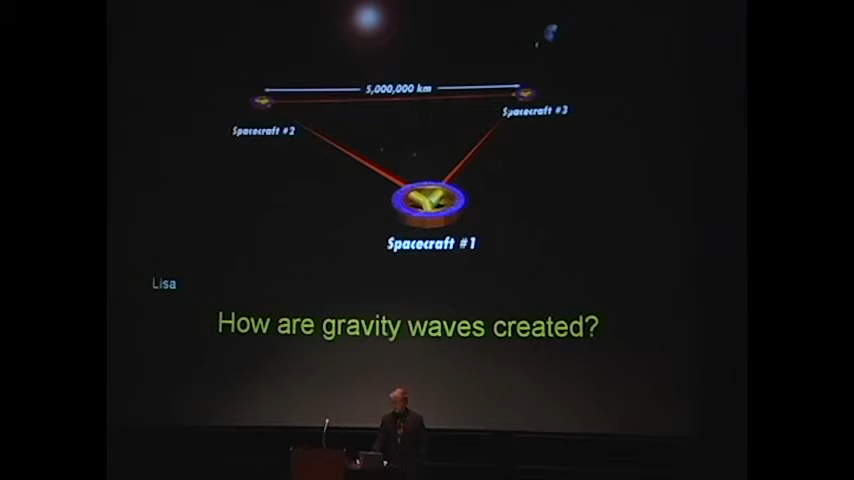 5,000,000 km
Spacecraft #2
Spacecraft #3
Spacecraft #1
Lisa
How are gravity waves created?